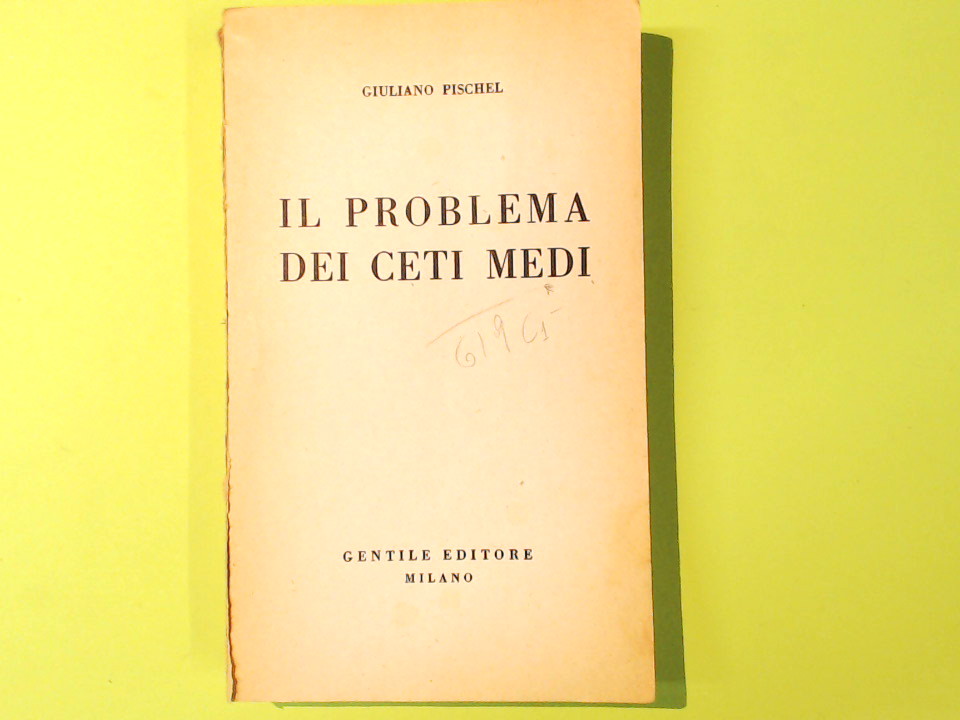 GIULIANO PISCHEL
IL PROBLEMA
DEI CETI MEDI
GENTILE EDITORE
MILANO